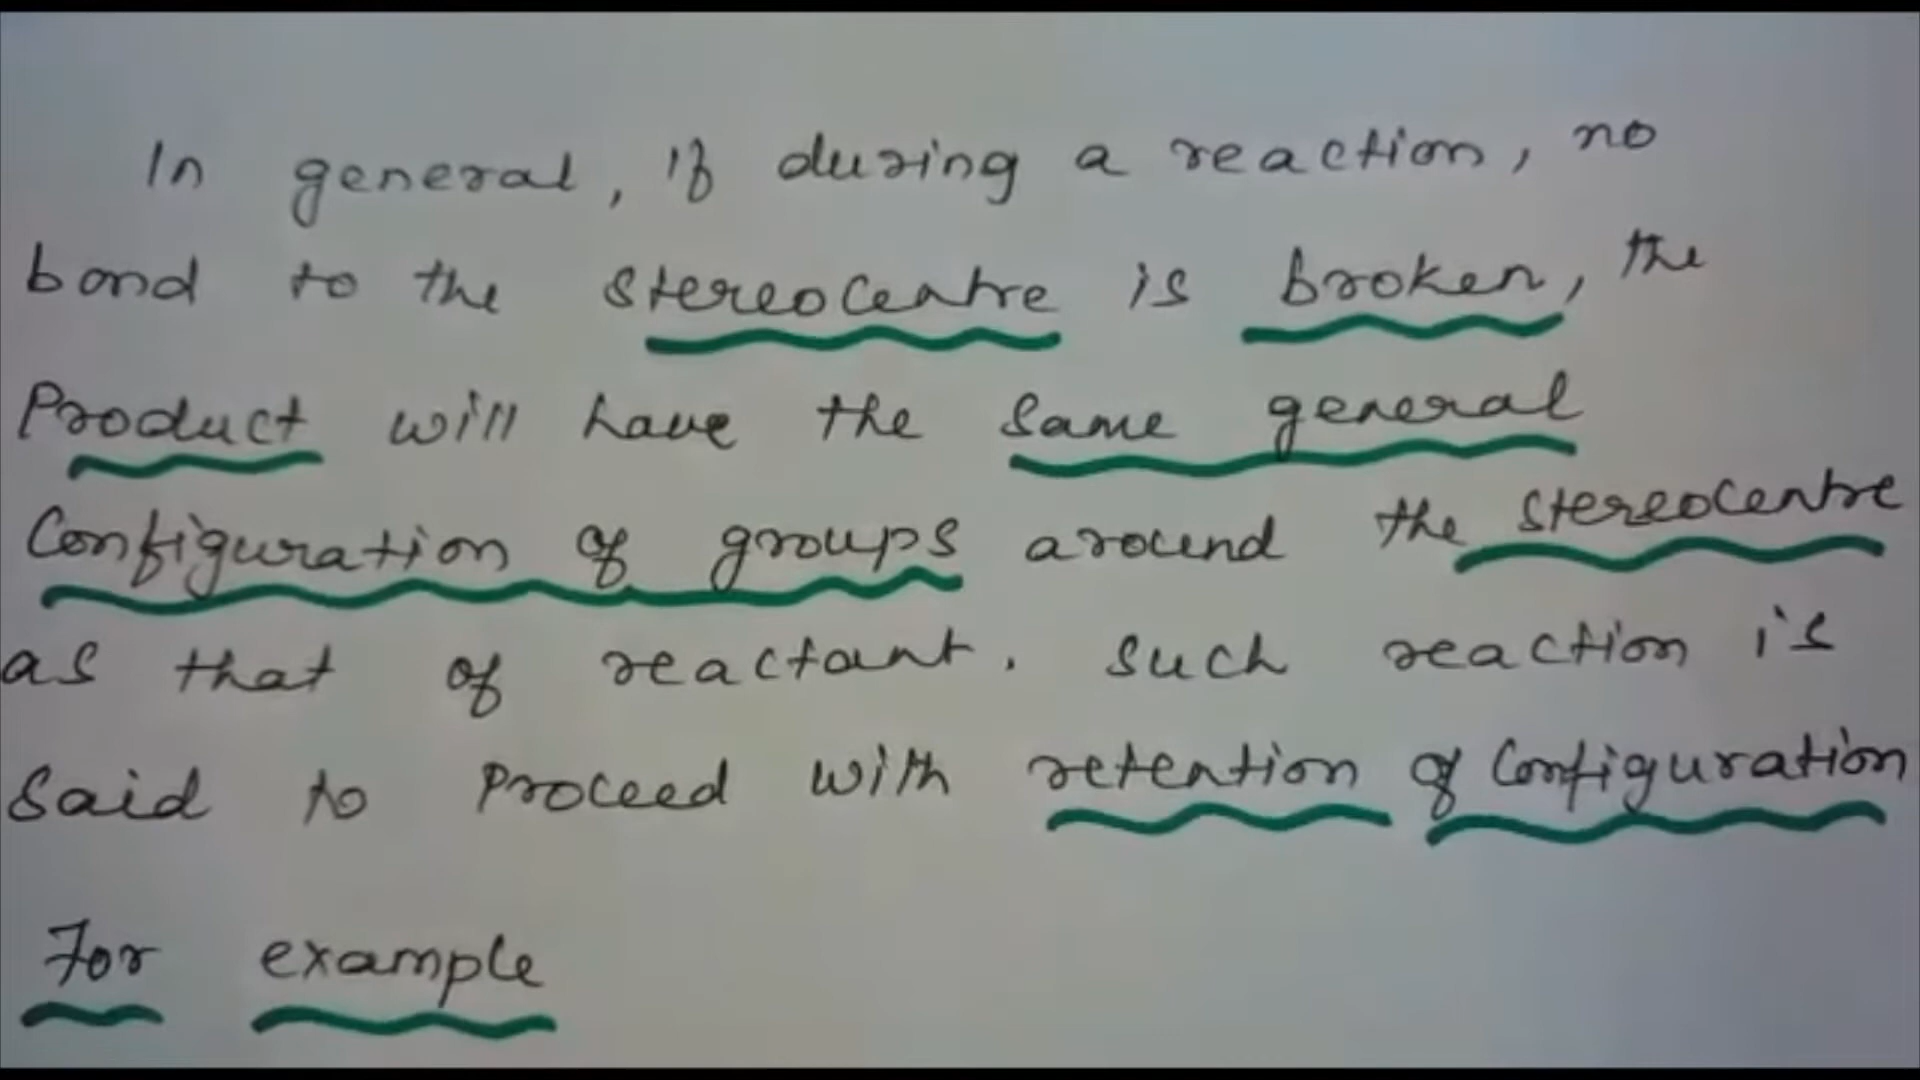 In general, if during a reaction, no
bond to the stereocentre is broken, the
Product will have the same general
Configuration of groups around the stereocentre
as that of reactant. Such reaction is
Said to Proceed with retention of Configuration
For example